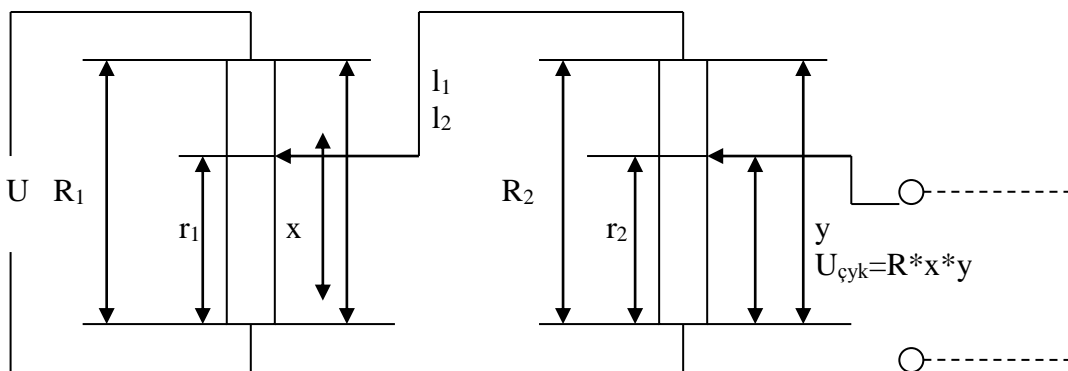 l₁
l₂
U R₁
r₁
x
R₂
r₂
y
Uçyk=R*x*y